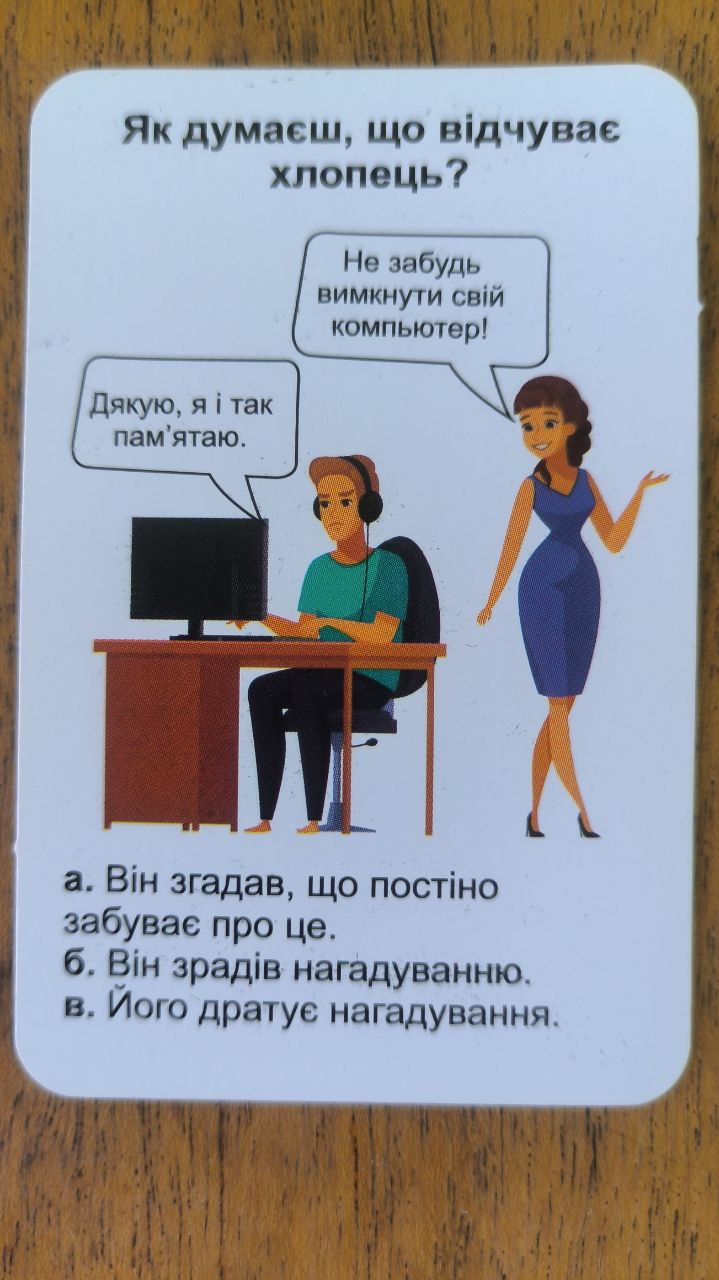 Як думаєш, що відчуває
хлопець?
Не забудь
вимкнути свій
компьютер!
Дякую, я і так
пам'ятаю.
а. Він згадав, що постіно
забуває про це.
б. Він зрадів нагадуванню.
в. Його дратує нагадування.